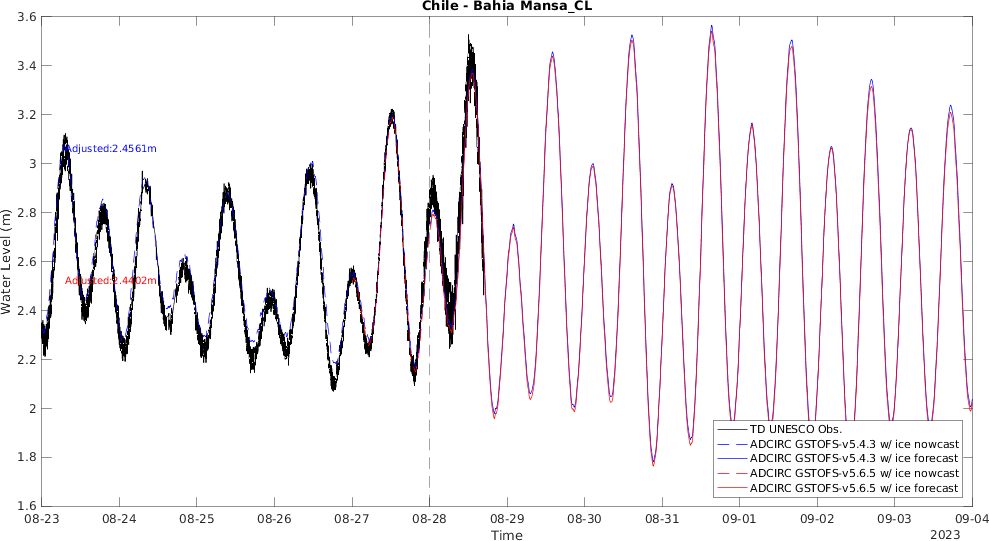 Chile - Bahia Mansa_CL
3.6
3.4
3.2
3
2.8
2.6
2.4
2.2
2
1.8
1.6
Water Level (m)
Adjusted:2.4561m
Adjusted:2.4402m
TD UNESCO Obs.
ADCIRC GSTOFS-v5.4.3 w/ ice nowcast
ADCIRC GSTOFS-v5.4.3 w/ ice forecast
ADCIRC GSTOFS-v5.6.5 w/ ice nowcast
ADCIRC GSTOFS-v5.6.5 w/ ice forecast
08-23 08-24 08-25 08-26 08-27 08-28 08-29 08-30 08-31 09-01 09-02 09-03 09-04
Time 2023